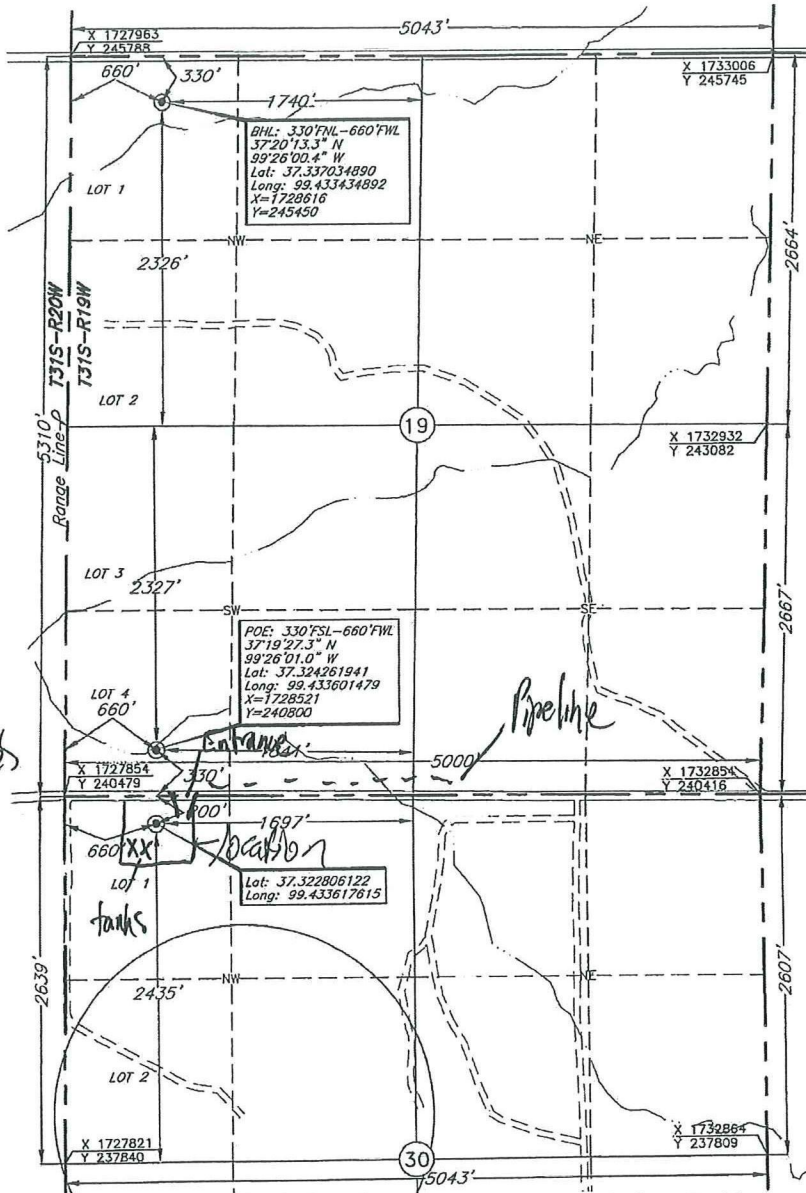 X 1727963
Y 245788
5043'
X 1733006
Y 245745
660'
330'
1740'
BHL: 330'FNL-660'FWL
37°20'13.3" N
99°26'00.4" W
Lat: 37.337034890
Long: 99.433434892
X=1728616
Y=245450
LOT 1
NW
NE
2326'
2664'
T31S-R20W
T31S-R19W
LOT 2
19
5310'
Range Line
X 1732932
Y 243082
LOT 3
2327'
SW
SE
2667'
POE: 330'FSL-660'FWL
37°19'27.3" N
99°26'01.0" W
Lat: 37.324261941
Long: 99.433601479
X=1728521
Y=240800
LOT 4
660'
Pipeline
Entrance
5000'
X 1727854
Y 240479
330'
X 1732854
Y 240416
200'
1697'
660'
XX
location
LOT 1
Lat: 37.322806122
Long: 99.433617615
tanks
2639'
2435'
NW
NE
2607'
LOT 2
X 1727821
Y 237840
30
X 1732864
Y 237809
5043'